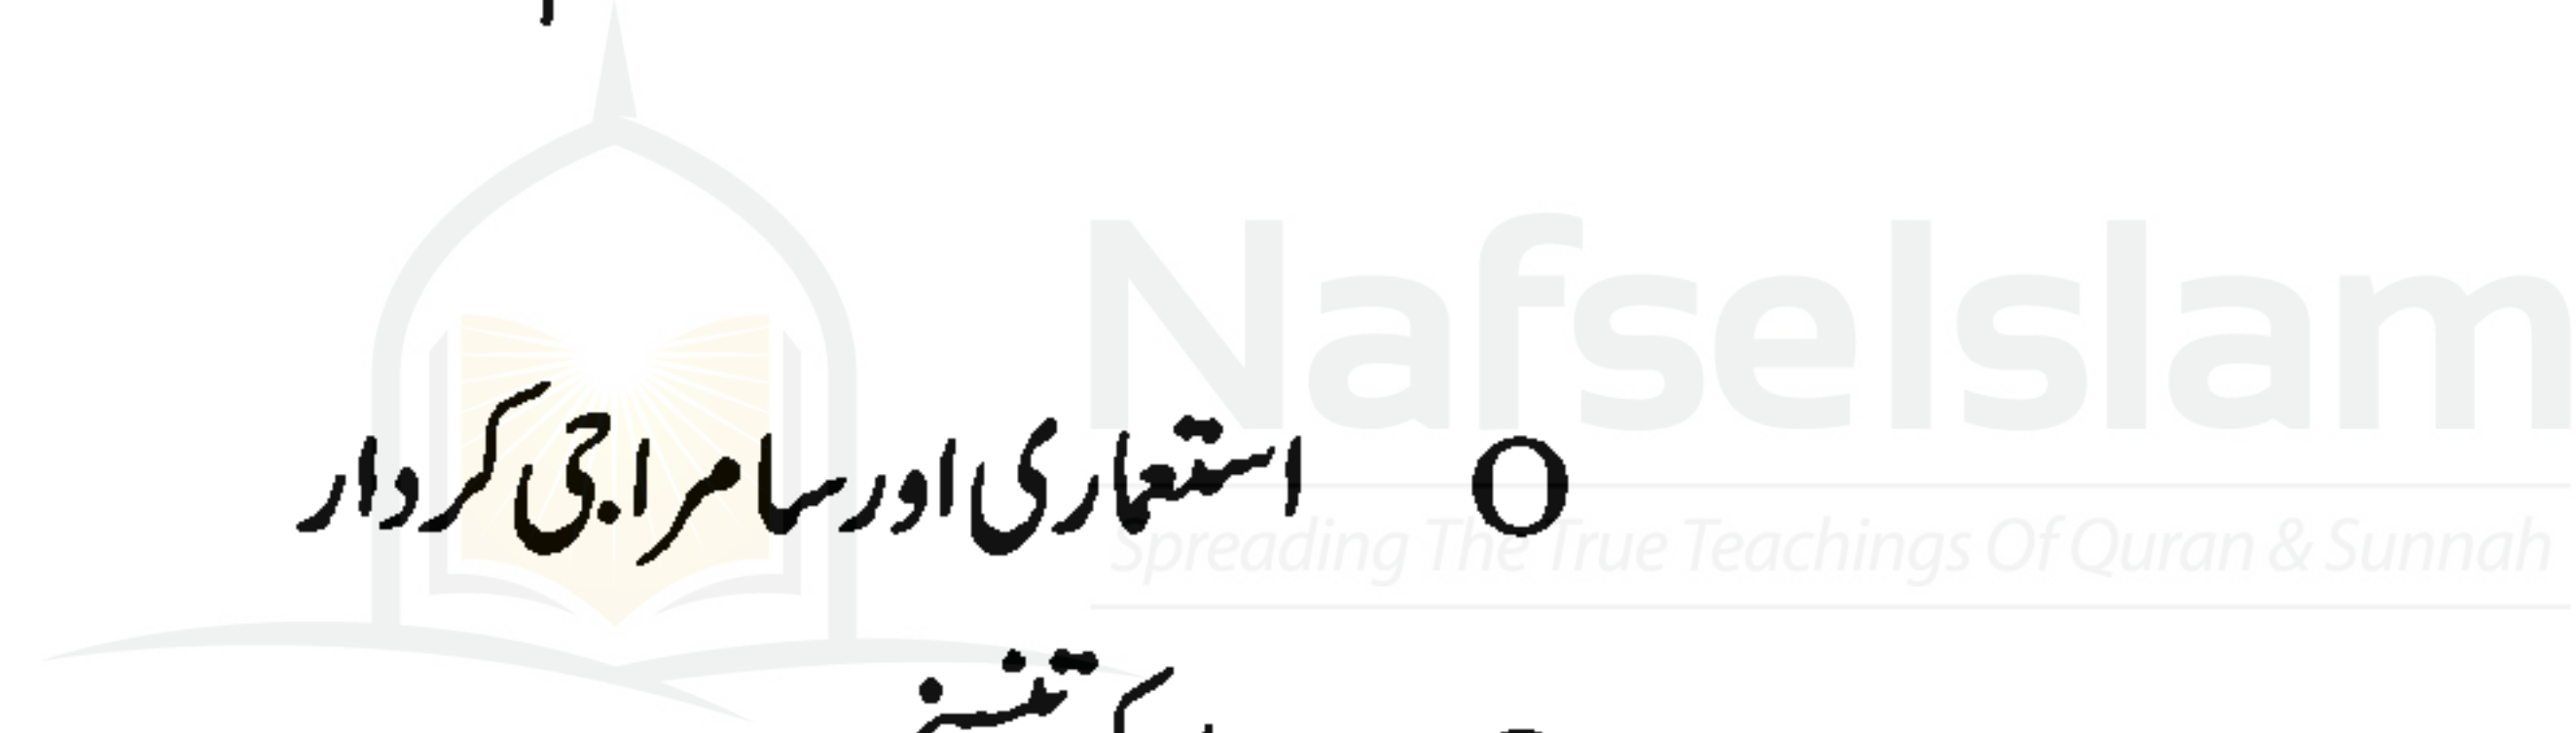 NafseIslam
O استعماری اور سامراجی کردار
Spreading The True Teachings Of Quran & Sunnah